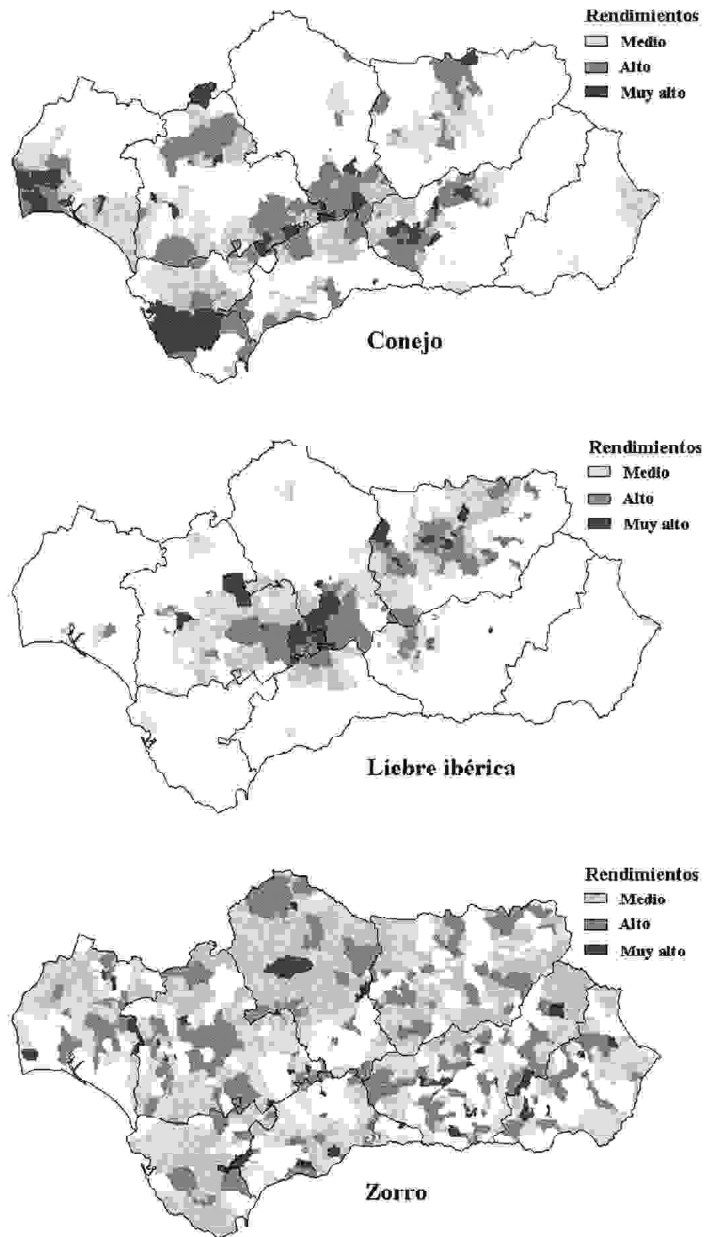 Rendimientos
Medio
Alto
Muy alto
Conejo
Rendimientos
Medio
Alto
Muy alto
Liebre ibérica
Rendimientos
Medio
Alto
Muy alto
Zorro